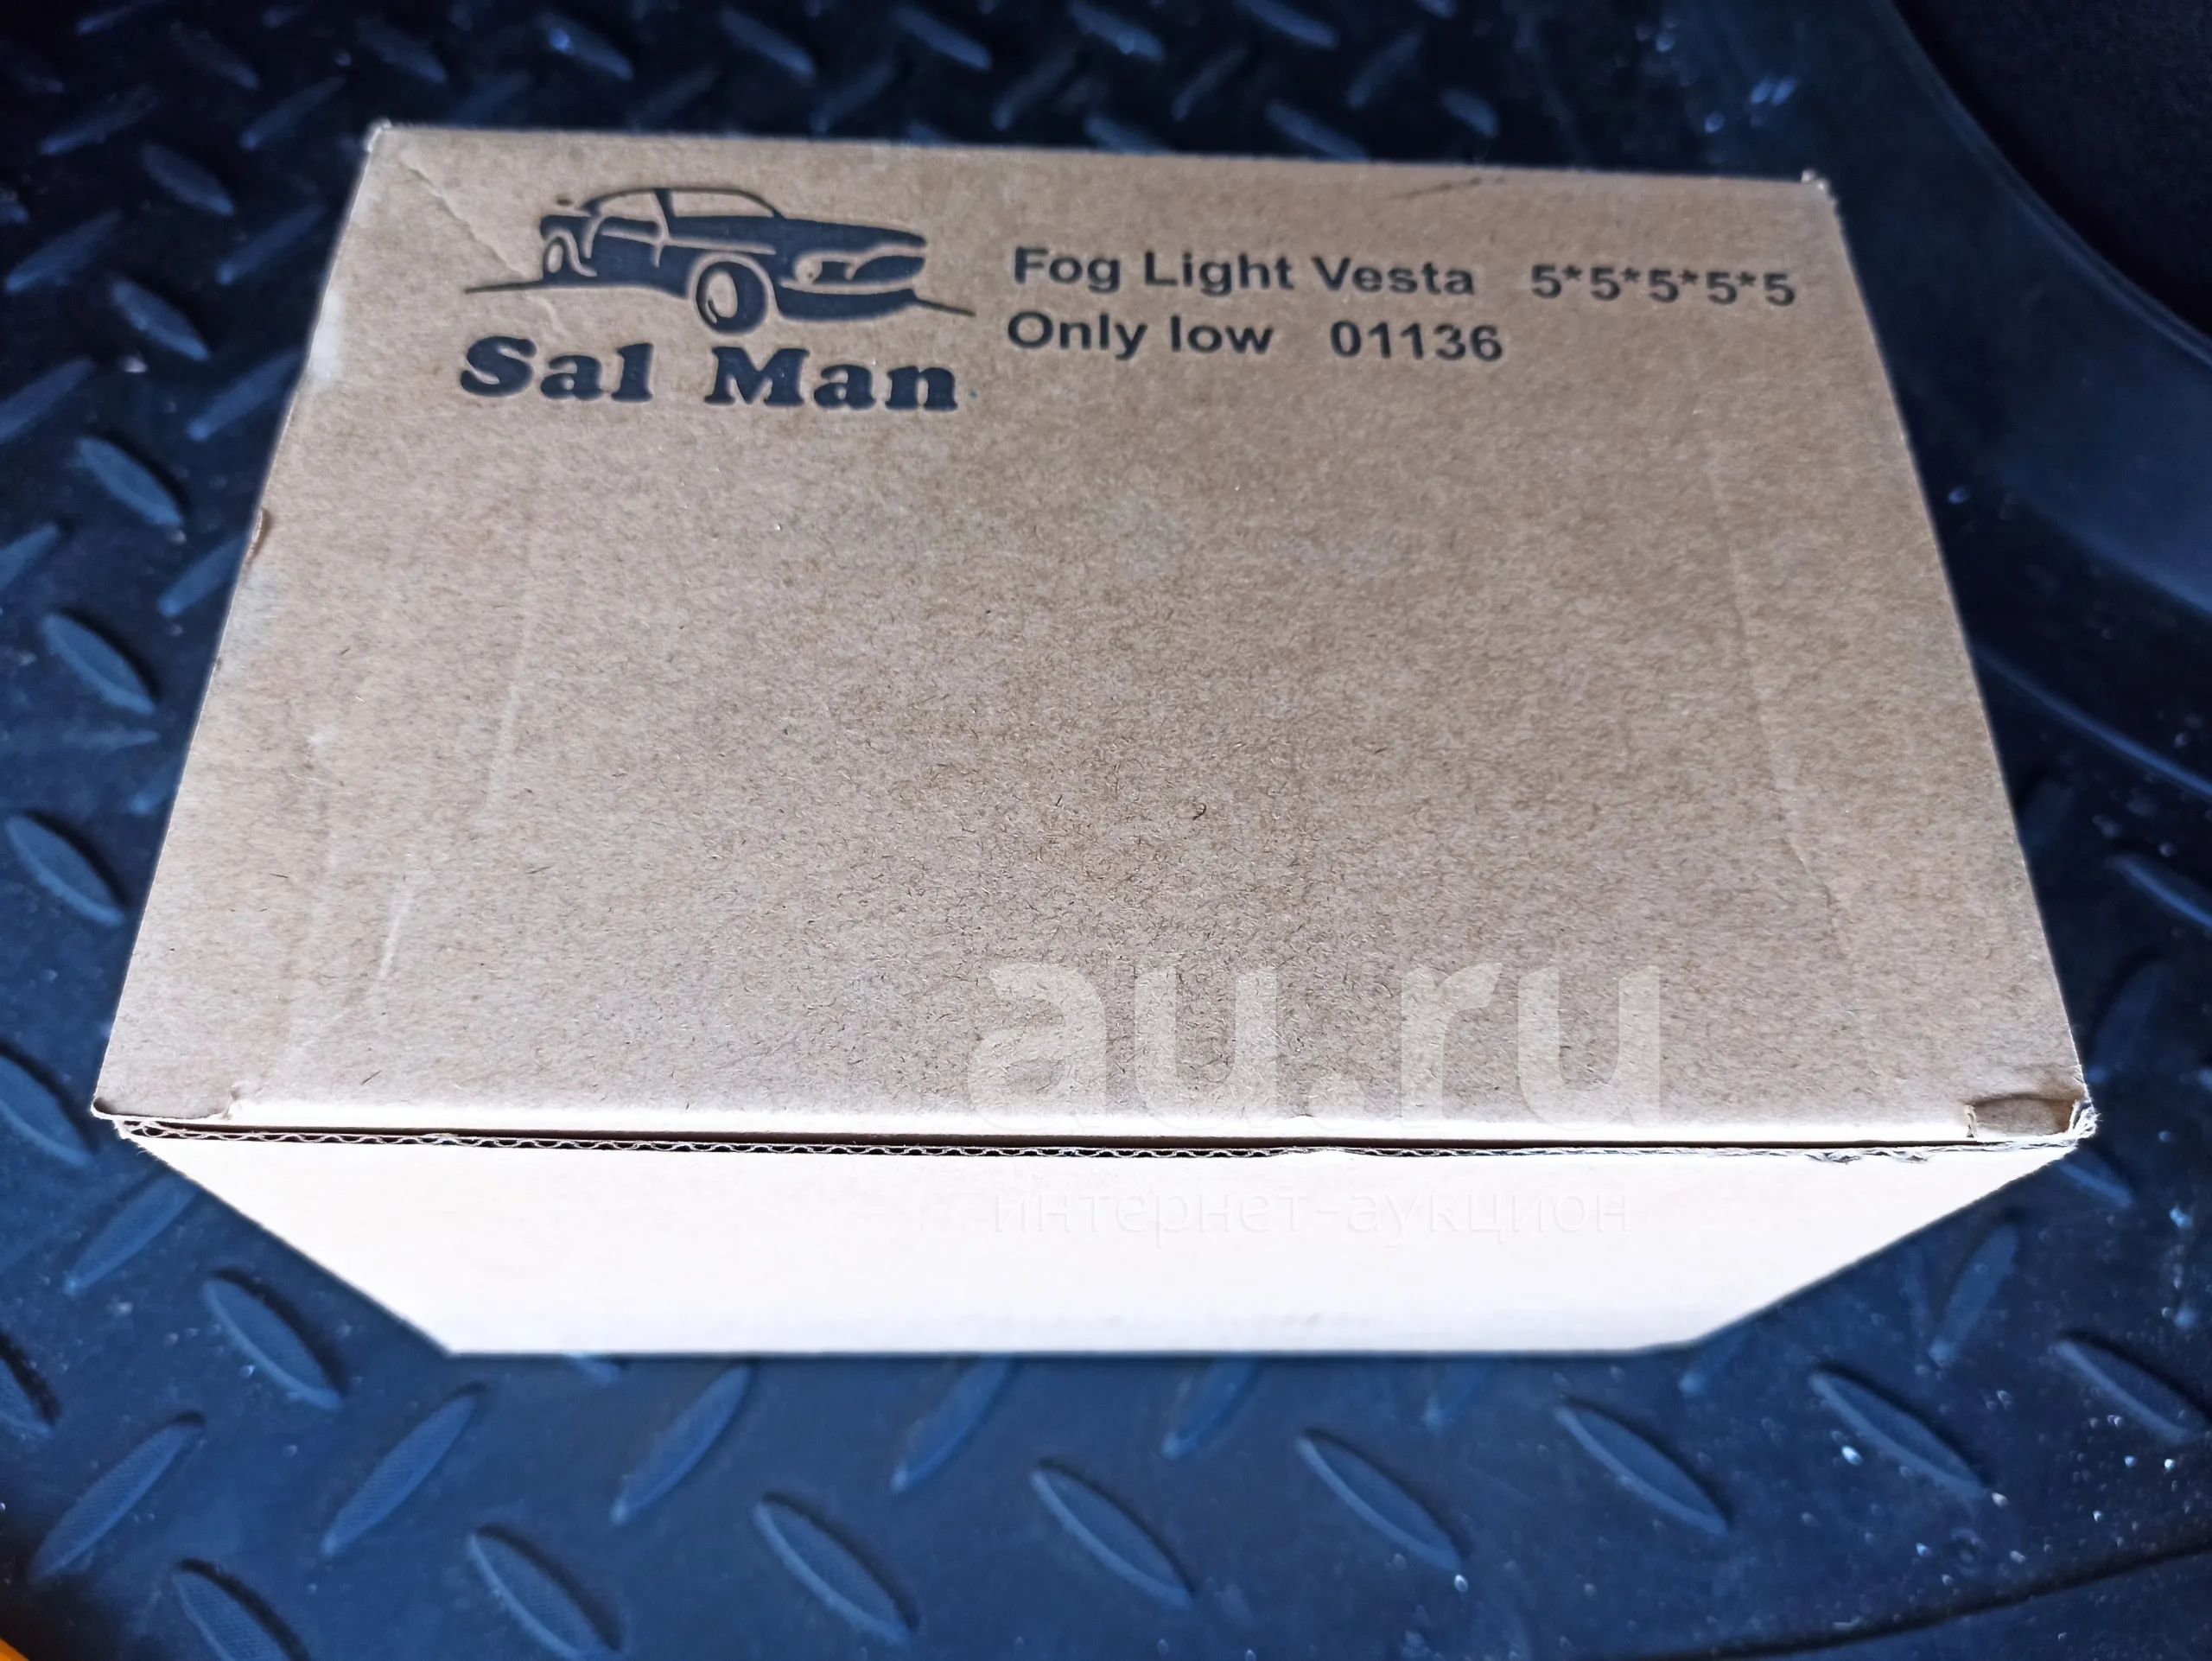 Sal Man
Fog Light Vesta 5*5*5*5*5
Only low 01136
au.ru
интернет-аукцион